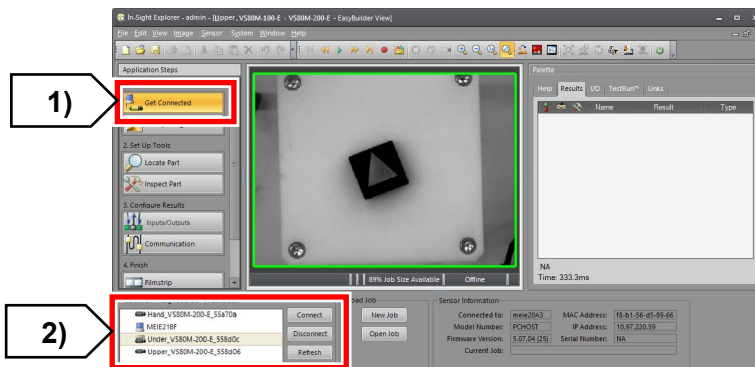 In-Sight Explorer - admin - [Upper_VS80M-100-E - VS80M-200-E - EasyBuilder View]
File Edit View Image Sensor System Window Help
Application Steps
1)
Get Connected
2. Set Up Tools
Locate Part
Inspect Part
3. Configure Results
Inputs/Outputs
Communication
4. Finish
Filmstrip
89% Job Size Available
Offline
Palette
Help Results I/O TestRun™ Links
Name Result Type
NA
Time: 333.3ms
2)
Hand_VS80M-200-E_55a70a
MEIE21BF
Under_VS80M-200-E_558d0c
Upper_VS80M-200-E_558d06
Connect
Disconnect
Refresh
oad Job
New Job
Open Job
Sensor Information
Connected to: meie20A3 MAC Address: f8-b1-56-d5-89-66
Model Number: PCHOST IP Address: 10.97.220.59
Firmware Version: 5.07.04 (25) Serial Number: NA
Current Job: